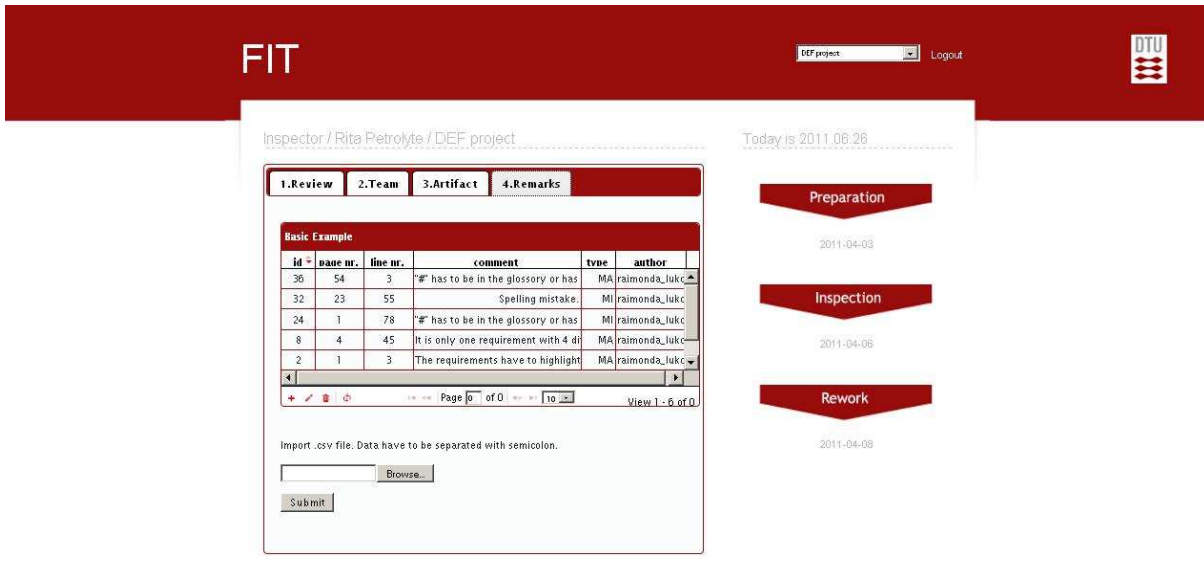 FIT
DEF project
Logout
DTU
Inspector / Rita Petrolyte / DEF project
Today is 2011.06.26
1.Review 2.Team 3.Artifact 4.Remarks
Basic Example
id page nr. line nr. comment type author
36 54 3 "#" has to be in the glossory or has MA raimonda_lukc
32 23 55 Spelling mistake. MI raimonda_lukc
24 1 78 "#" has to be in the glossory or has MI raimonda_lukc
8 4 45 It is only one requirement with 4 di MA raimonda_lukc
2 1 3 The requirements have to highlight MA raimonda_lukc
Page 0 of 0 10 View 1 - 6 of 0
Import .csv file. Data have to be separated with semicolon.
Browse...
Submit
Preparation
2011-04-03
Inspection
2011-04-06
Rework
2011-04-08